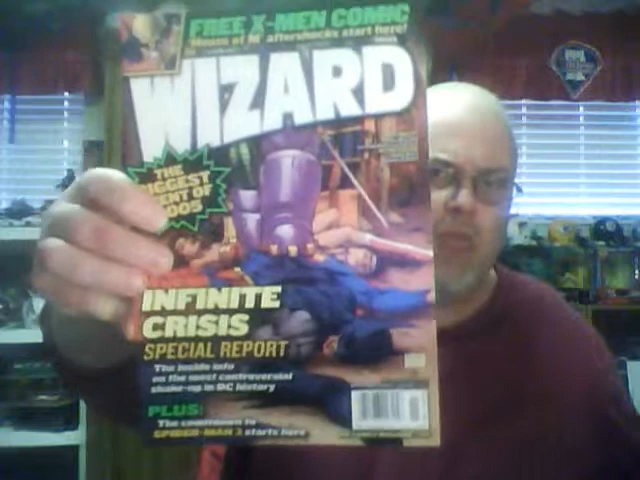 FREE X-MEN COMIC
House of M aftershocks start here!
WIZARD
THE
BIGGEST
EVENT OF
2005
INFINITE
CRISIS
SPECIAL REPORT
The inside info
on the most controversial
shake-up in DC history
PLUS:
The countdown to
SPIDER-MAN 3 starts here